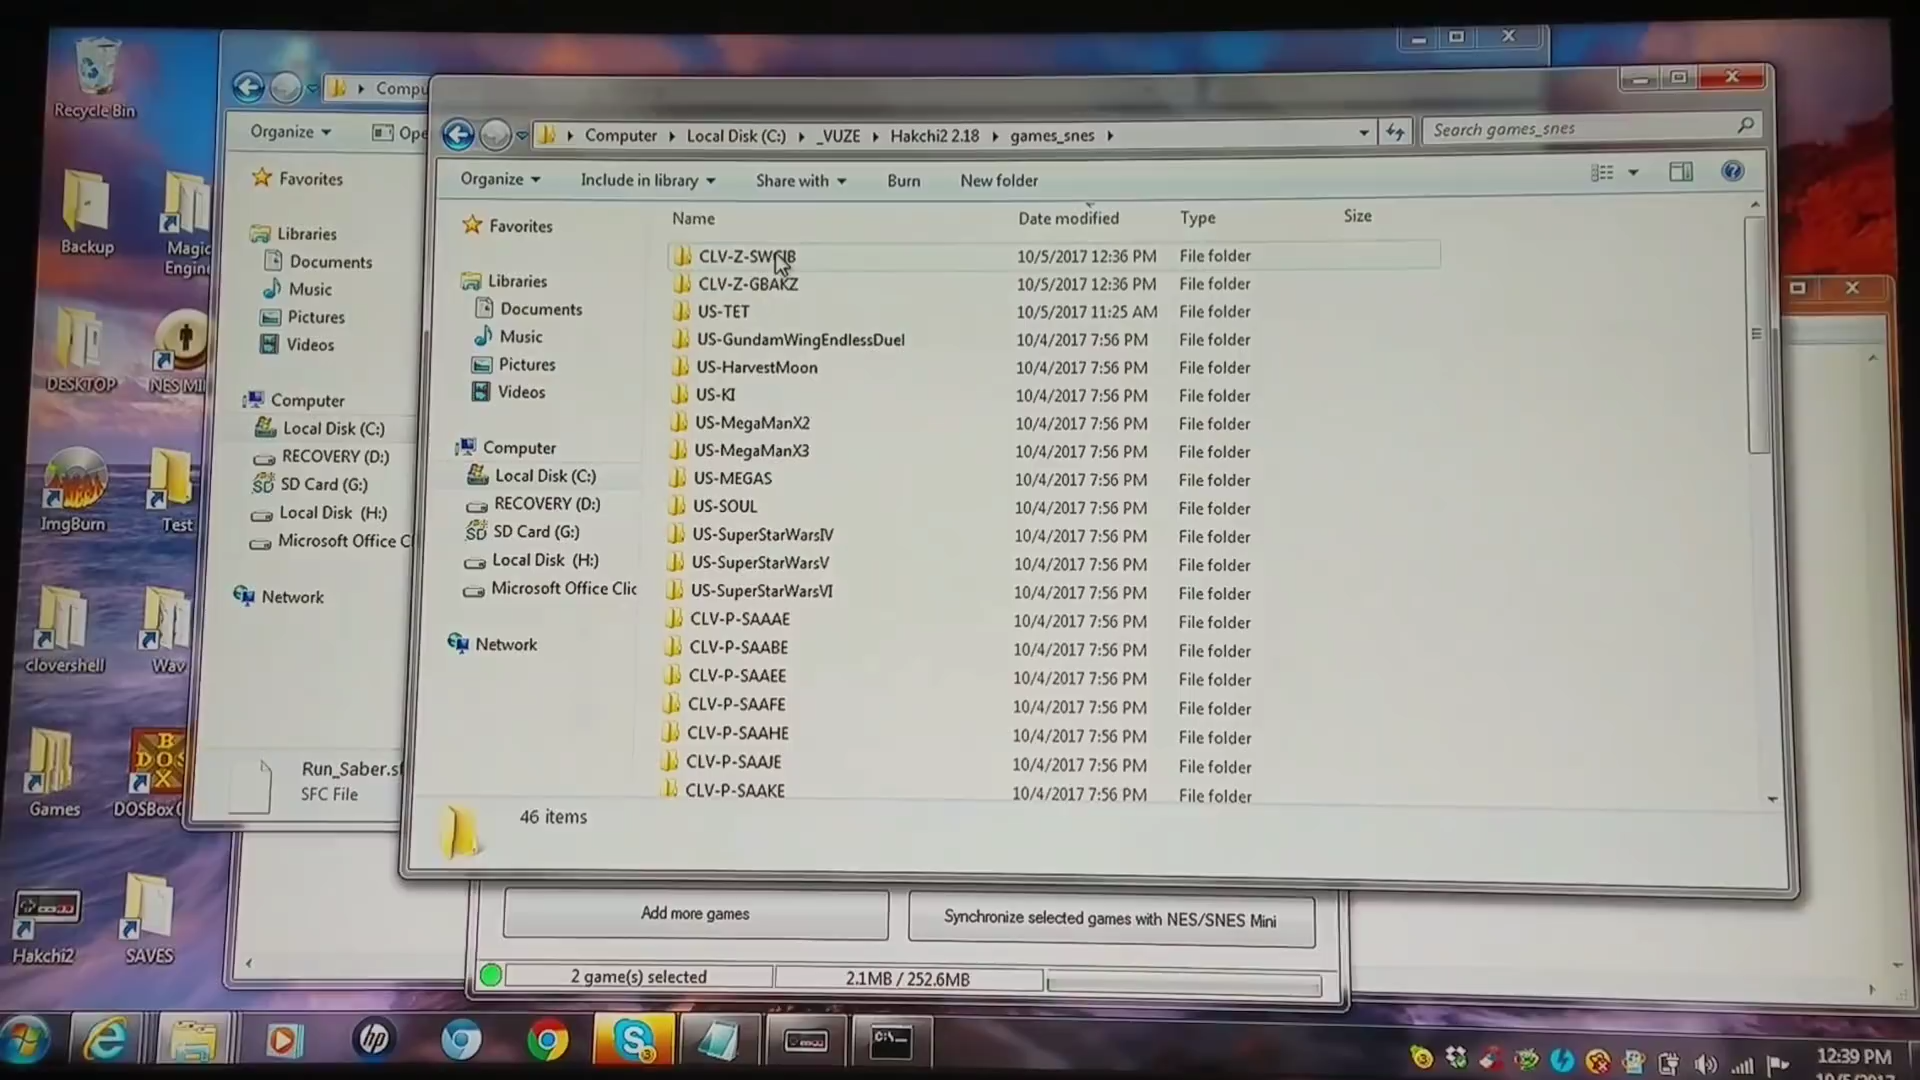 Recycle Bin
Backup
Magic
Engine
DESKTOP
ImgBurn
Test
clovershell
Wav
Games
DOSBox
Hakchi2
SAVES
Organize
Favorites
Libraries
Documents
Music
Pictures
Videos
Computer
Local Disk (C:)
RECOVERY (D:)
SD Card (G:)
Local Disk (H:)
Microsoft Office C
Network
SFC File
Computer
Local Disk (C:)
_VUZE
Hakchi2 2.18
games_snes
Search games_snes
Organize
Include in library
Share with
Burn
New folder
Favorites
Libraries
Documents
Music
Pictures
Videos
Computer
Local Disk (C:)
RECOVERY (D:)
SD Card (G:)
Local Disk (H:)
Microsoft Office Clic
Network
Name Date modified Type Size
10/5/2017 12:36 PM File folder
CLV-Z-GBAKZ 10/5/2017 12:36 PM File folder
US-TET 10/5/2017 11:25 AM File folder
US-GundamWingEndlessDuel 10/4/2017 7:56 PM File folder
US-HarvestMoon 10/4/2017 7:56 PM File folder
US-KI 10/4/2017 7:56 PM File folder
US-MegaManX2 10/4/2017 7:56 PM File folder
US-MegaManX3 10/4/2017 7:56 PM File folder
US-MEGAS 10/4/2017 7:56 PM File folder
US-SOUL 10/4/2017 7:56 PM File folder
US-SuperStarWarsIV 10/4/2017 7:56 PM File folder
US-SuperStarWarsV 10/4/2017 7:56 PM File folder
US-SuperStarWarsVI 10/4/2017 7:56 PM File folder
CLV-P-SAAAE 10/4/2017 7:56 PM File folder
CLV-P-SAABE 10/4/2017 7:56 PM File folder
CLV-P-SAAEE 10/4/2017 7:56 PM File folder
CLV-P-SAAFE 10/4/2017 7:56 PM File folder
CLV-P-SAAHE 10/4/2017 7:56 PM File folder
CLV-P-SAAJE 10/4/2017 7:56 PM File folder
CLV-P-SAAKE 10/4/2017 7:56 PM File folder
46 items
Add more games
Synchronize selected games with NES/SNES Mini
2 game(s) selected
2.1MB / 252.6MB
12:39 PM